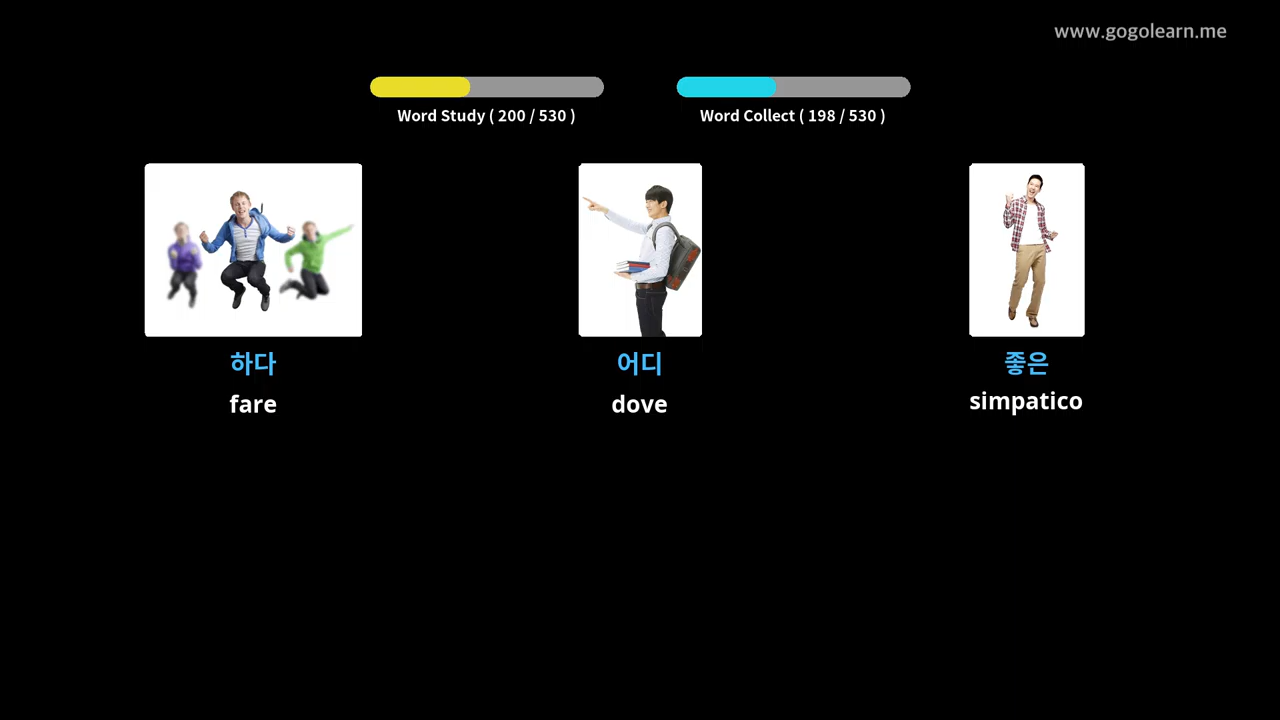 www.gogolearn.me
Word Study ( 200 / 530 )
Word Collect ( 198 / 530 )
하다
어디
좋은
fare
dove
simpatico